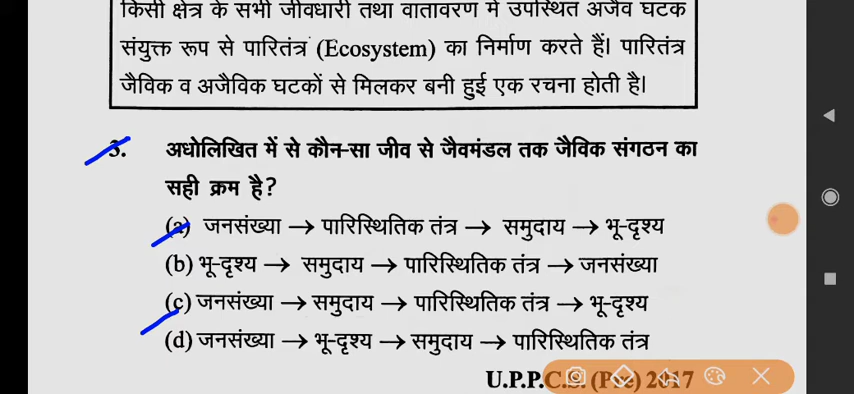 किसी क्षेत्र के सभी जीवधारी तथा वातावरण में उपस्थित अजैव घटक
संयुक्त रूप से पारितंत्र (Ecosystem) का निर्माण करते हैं। पारितंत्र
जैविक व अजैविक घटकों से मिलकर बनी हुई एक रचना होती है।
3. अधोलिखित में से कौन-सा जीव से जैवमंडल तक जैविक संगठन का
सही क्रम है?
(a) जनसंख्या → पारिस्थितिक तंत्र → समुदाय → भू-दृश्य
(b) भू-दृश्य → समुदाय → पारिस्थितिक तंत्र → जनसंख्या
(c) जनसंख्या → समुदाय → पारिस्थितिक तंत्र → भू-दृश्य
(d) जनसंख्या → भू-दृश्य → समुदाय → पारिस्थितिक तंत्र
U.P.P.C.S. (Pre) 2017